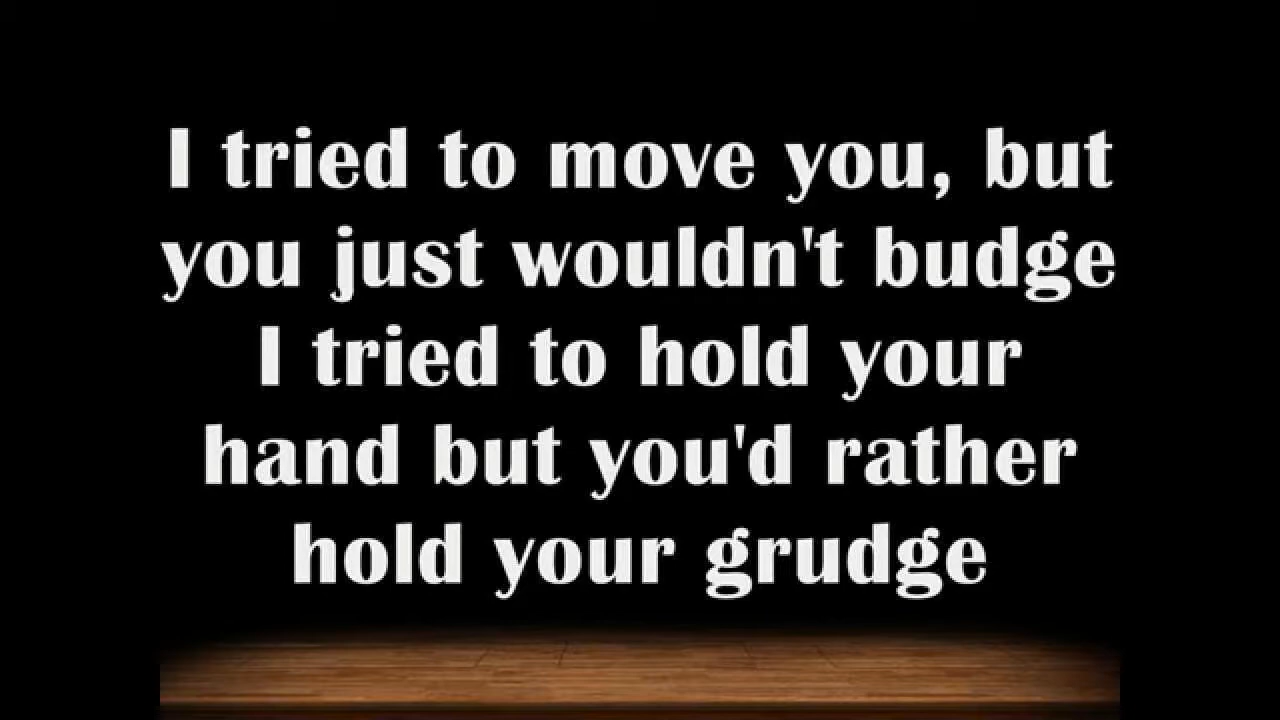 I tried to move you, but
you just wouldn't budge
I tried to hold your
hand but you'd rather
hold your grudge